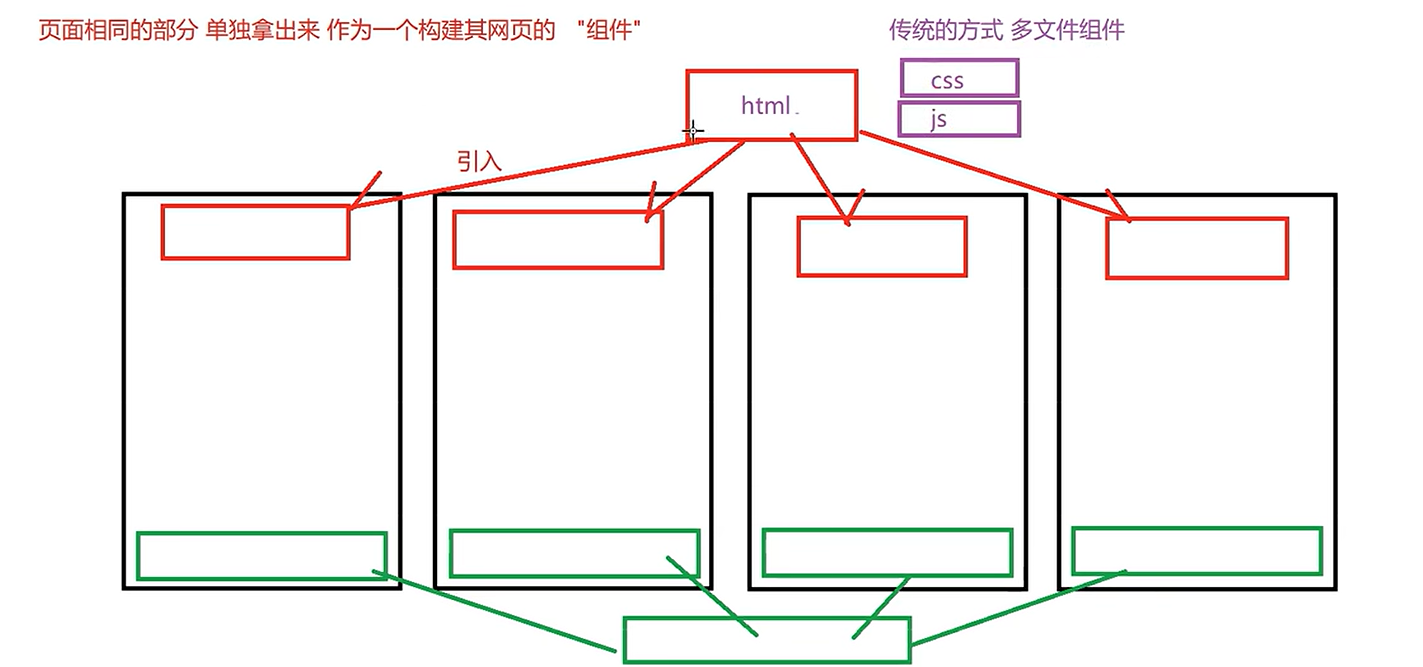 页面相同的部分 单独拿出来 作为一个构建其网页的 "组件"
传统的方式 多文件组件
css
html
js
引入